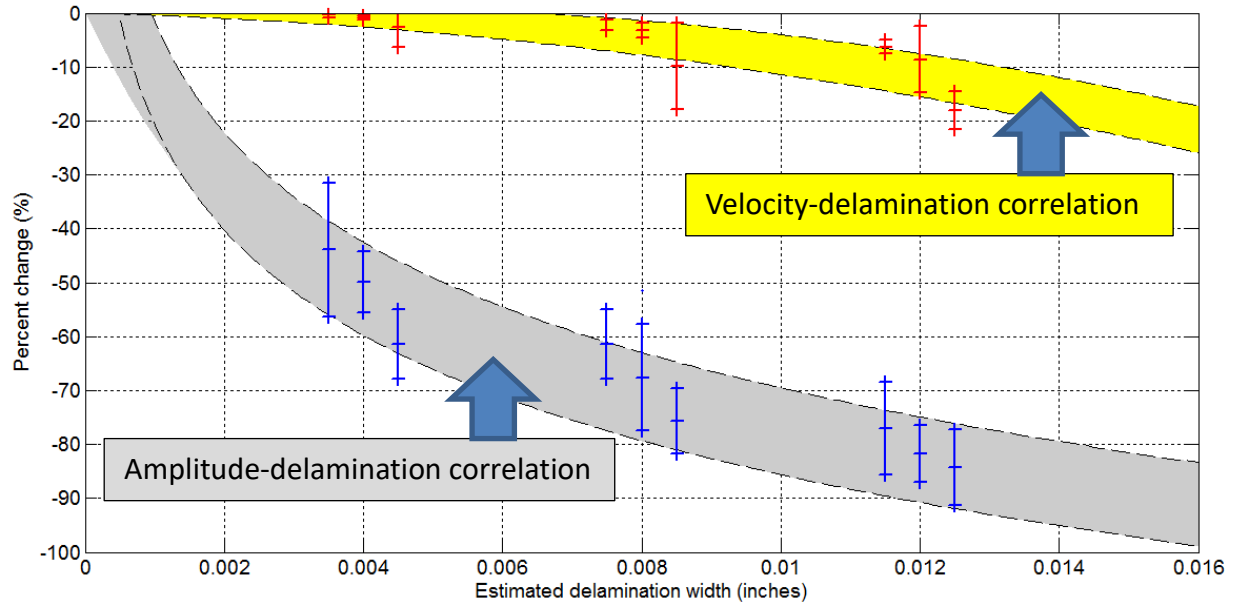 0
-10
-20
-30
-40
-50
-60
-70
-80
-90
-100
Percent change (%)
Velocity-delamination correlation
Amplitude-delamination correlation
0 0.002 0.004 0.006 0.008 0.01 0.012 0.014 0.016
Estimated delamination width (inches)